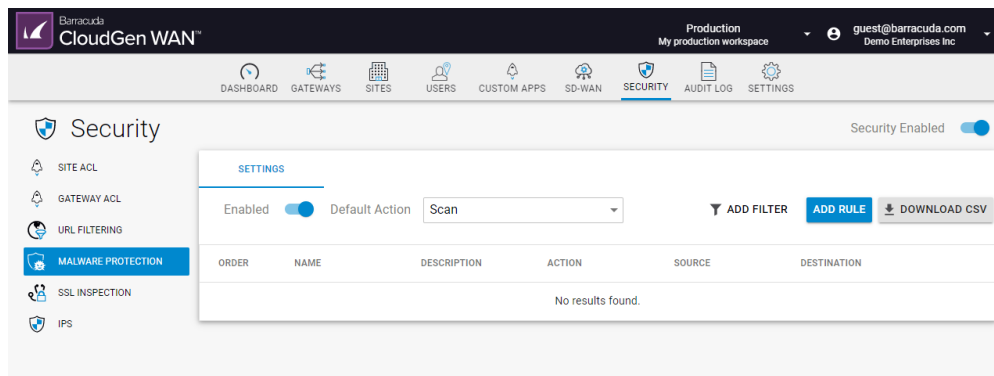 Barracuda
CloudGen WAN™
Production
My production workspace
guest@barracuda.com
Demo Enterprises Inc
DASHBOARD GATEWAYS SITES USERS CUSTOM APPS SD-WAN SECURITY AUDIT LOG SETTINGS
Security
Security Enabled
SITE ACL
GATEWAY ACL
URL FILTERING
MALWARE PROTECTION
SSL INSPECTION
IPS
SETTINGS
Enabled Default Action Scan ADD FILTER ADD RULE DOWNLOAD CSV
ORDER NAME DESCRIPTION ACTION SOURCE DESTINATION
No results found.